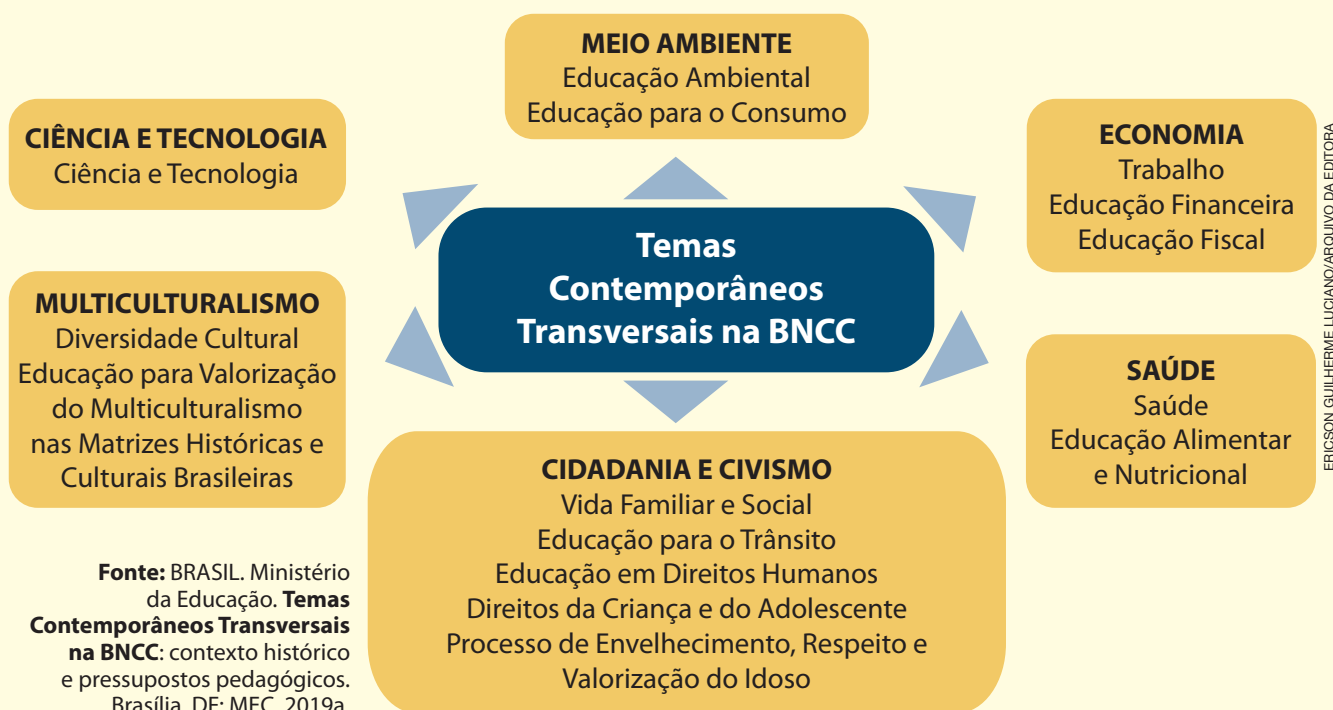 MEIO AMBIENTE
Educação Ambiental
Educação para o Consumo
CIÊNCIA E TECNOLOGIA
Ciência e Tecnologia
ECONOMIA
Trabalho
Educação Financeira
Educação Fiscal
Temas
Contemporâneos
Transversais na BNCC
MULTICULTURALISMO
Diversidade Cultural
Educação para Valorização
do Multiculturalismo
nas Matrizes Históricas e
Culturais Brasileiras
SAÚDE
Saúde
Educação Alimentar
e Nutricional
CIDADANIA E CIVISMO
Vida Familiar e Social
Educação para o Trânsito
Educação em Direitos Humanos
Direitos da Criança e do Adolescente
Processo de Envelhecimento, Respeito e
Valorização do Idoso
Fonte: BRASIL. Ministério
da Educação. Temas
Contemporâneos Transversais
na BNCC: contexto histórico
e pressupostos pedagógicos.
Brasília, DF: MEC, 2019a.
ERICSON GUILHERME LUCIANO/ARQUIVO DA EDITORA